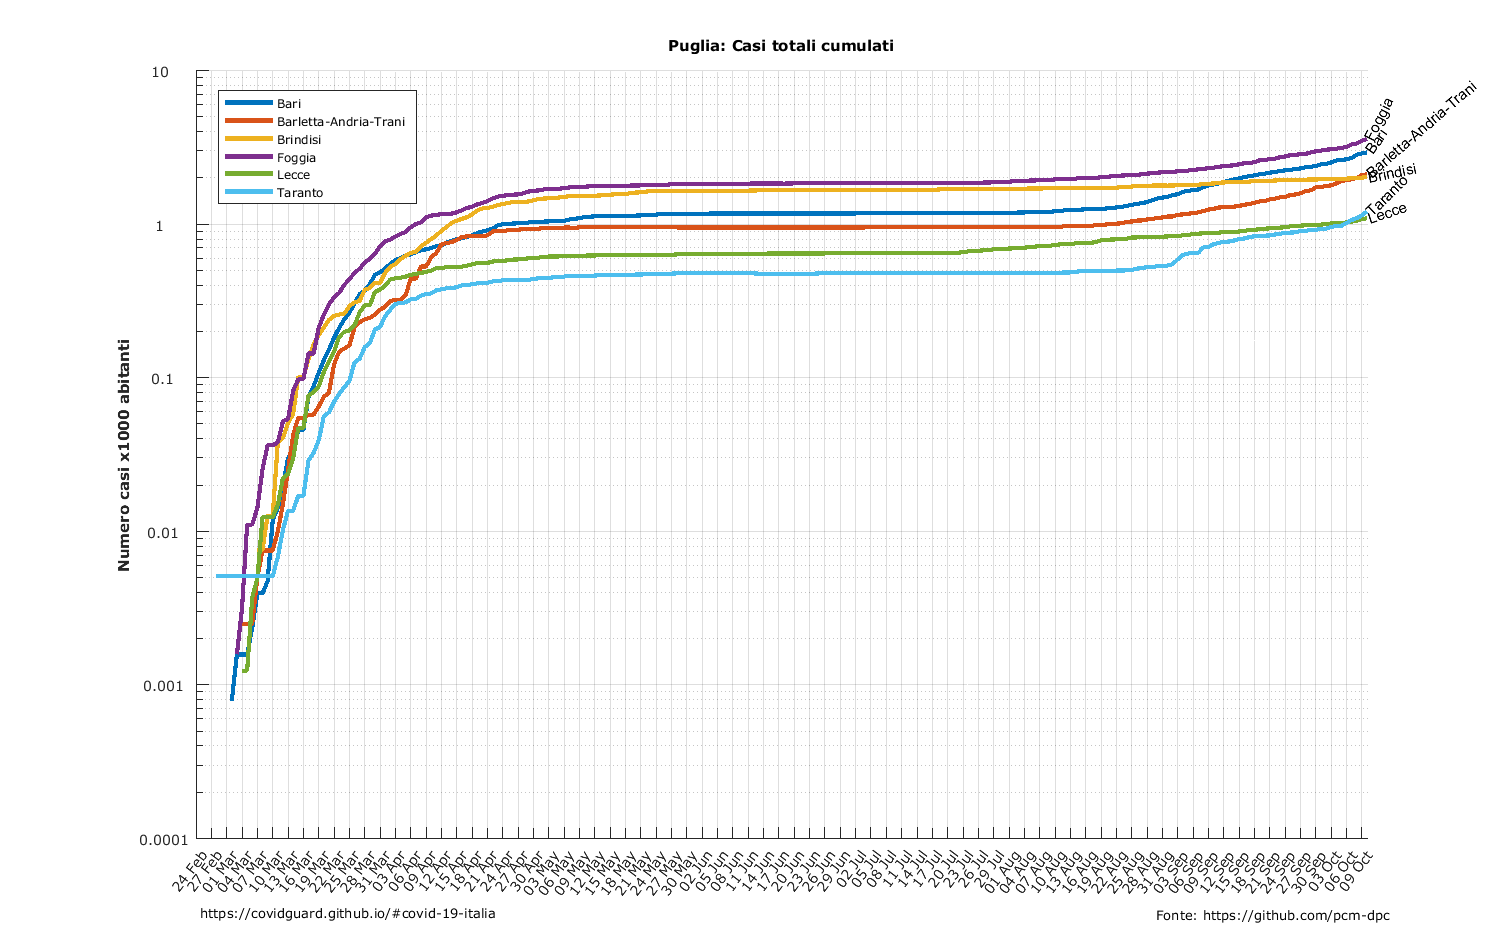 Puglia: Casi totali cumulati
10
1
0.1
0.01
0.001
0.0001
Numero casi x1000 abitanti
Bari
Barletta-Andria-Trani
Brindisi
Foggia
Lecce
Taranto
Foggia
Bari
Barletta-Andria-Trani
Brindisi
Taranto
Lecce
24 Feb
27 Feb
01 Mar
04 Mar
07 Mar
10 Mar
13 Mar
16 Mar
19 Mar
22 Mar
25 Mar
28 Mar
31 Mar
03 Apr
06 Apr
09 Apr
12 Apr
15 Apr
18 Apr
21 Apr
24 Apr
27 Apr
30 Apr
03 May
06 May
09 May
12 May
15 May
18 May
21 May
24 May
27 May
30 May
02 Jun
05 Jun
08 Jun
11 Jun
14 Jun
17 Jun
20 Jun
23 Jun
26 Jun
29 Jun
02 Jul
05 Jul
08 Jul
11 Jul
14 Jul
17 Jul
20 Jul
23 Jul
26 Jul
29 Jul
01 Aug
04 Aug
07 Aug
10 Aug
13 Aug
16 Aug
19 Aug
22 Aug
25 Aug
28 Aug
31 Aug
03 Sep
06 Sep
09 Sep
12 Sep
15 Sep
18 Sep
21 Sep
24 Sep
27 Sep
30 Sep
03 Oct
06 Oct
09 Oct
https://covidguard.github.io/#covid-19-italia
Fonte: https://github.com/pcm-dpc